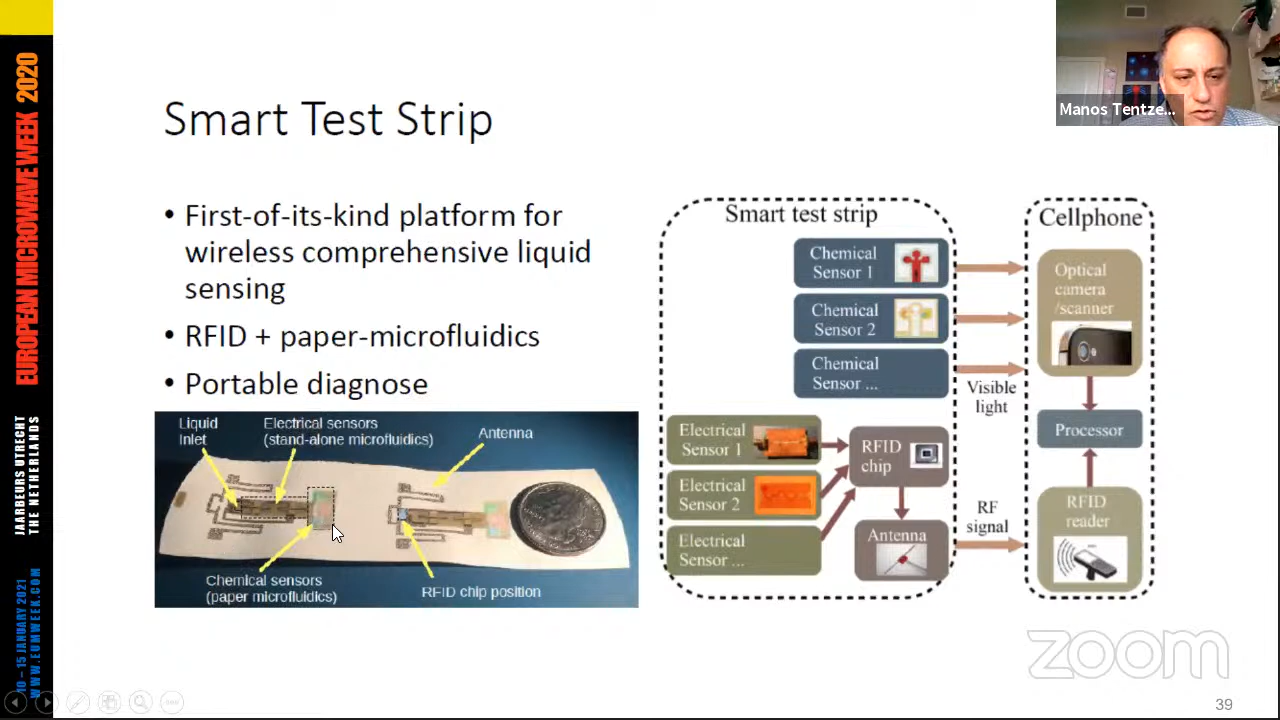 EUROPEAN MICROWAVE WEEK 2020
JAARBEURS UTRECHT
THE NETHERLANDS
10 – 15 JANUARY 2021
WWW.EUMWEEK.COM
Manos Tentze...
Smart Test Strip
• First-of-its-kind platform for
wireless comprehensive liquid
sensing
• RFID + paper-microfluidics
• Portable diagnose
Liquid
Inlet
Electrical sensors
(stand-alone microfluidics)
Antenna
Chemical sensors
(paper microfluidics)
RFID chip position
Smart test strip
Chemical
Sensor 1
Chemical
Sensor 2
Chemical
Sensor ...
Electrical
Sensor 1
Electrical
Sensor 2
Electrical
Sensor ...
RFID
chip
Antenna
Visible
light
RF
signal
Cellphone
Optical
camera
/scanner
Processor
RFID
reader
zoom
39